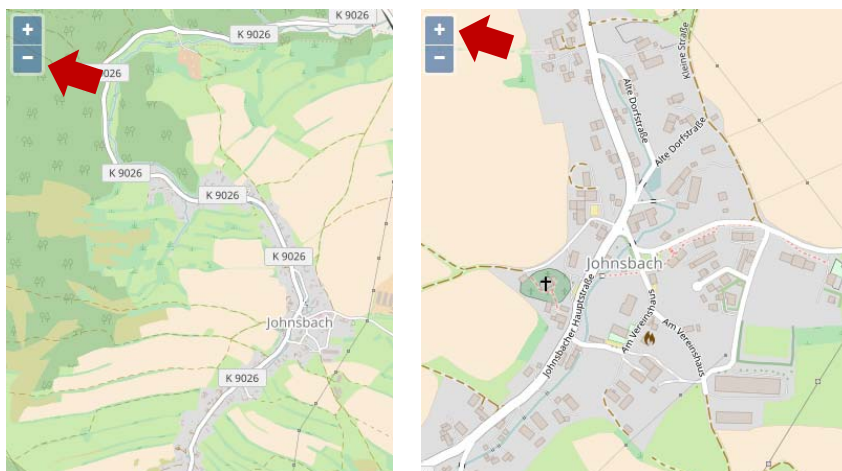 +
−
K 9026
K 9026
9026
K 9026
K 9026
K 9026
Johnsbach
K 9026
+
−
Kleine Straße
Alte Dorfstraße
Alte Dorfstraße
Johnsbach
Johnsbacher Hauptstraße
Am Vereinshaus
Am Vereinshaus